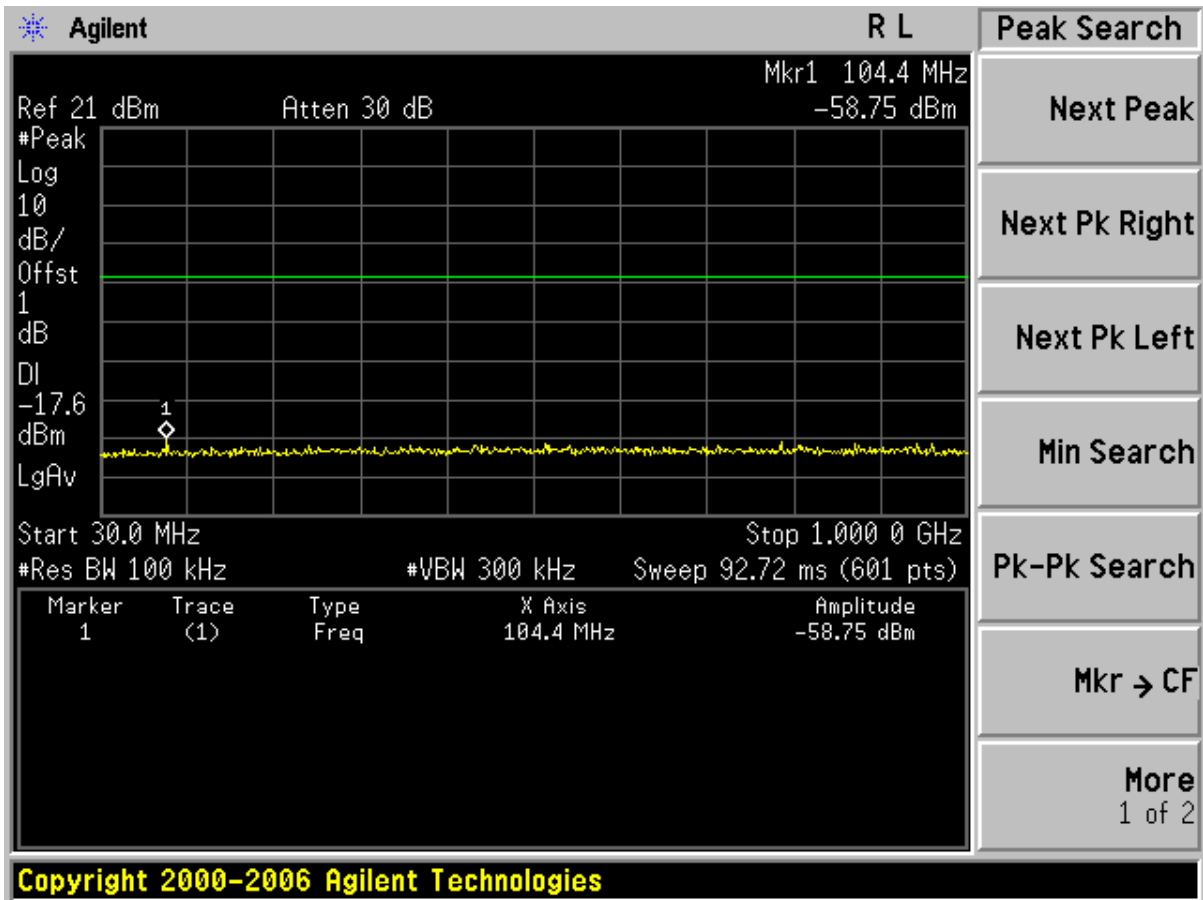 Agilent R L
Mkr1 104.4 MHz
Ref 21 dBm Atten 30 dB -58.75 dBm
#Peak
Log
10
dB/
Offst
1
dB
DI
-17.6
dBm
LgAv
1
Start 30.0 MHz Stop 1.000 0 GHz
#Res BW 100 kHz #VBW 300 kHz Sweep 92.72 ms (601 pts)
Marker Trace Type X Axis Amplitude
1 (1) Freq 104.4 MHz -58.75 dBm
Peak Search
Next Peak
Next Pk Right
Next Pk Left
Min Search
Pk-Pk Search
Mkr → CF
More
1 of 2
Copyright 2000-2006 Agilent Technologies